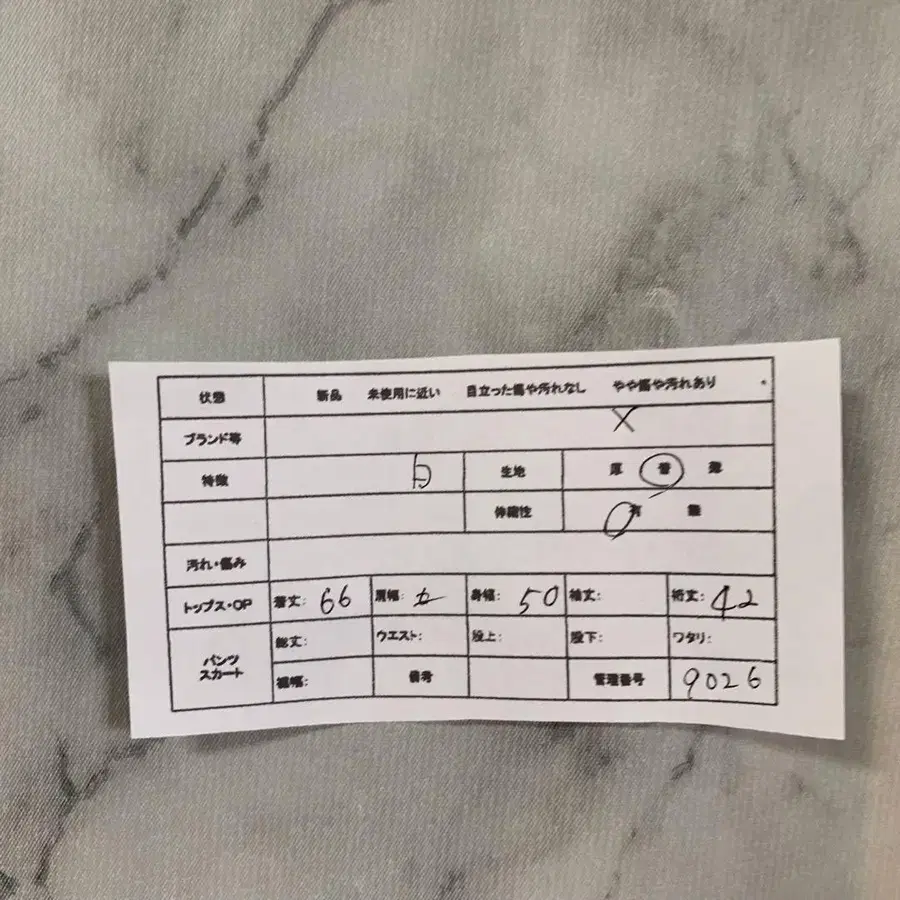 状態 新品 未使用に近い 目立った傷や汚れなし やや傷や汚れあり
ブランド等 X
特徴 白 生地 厚 普 薄
伸縮性 有 無
汚れ・傷み
トップス・OP 着丈: 66 肩幅: 身幅: 50 袖丈: 裄丈: 42
パンツ スカート 総丈: ウエスト: 股上: 股下: ワタリ:
裾幅: 備考 管理番号 9026